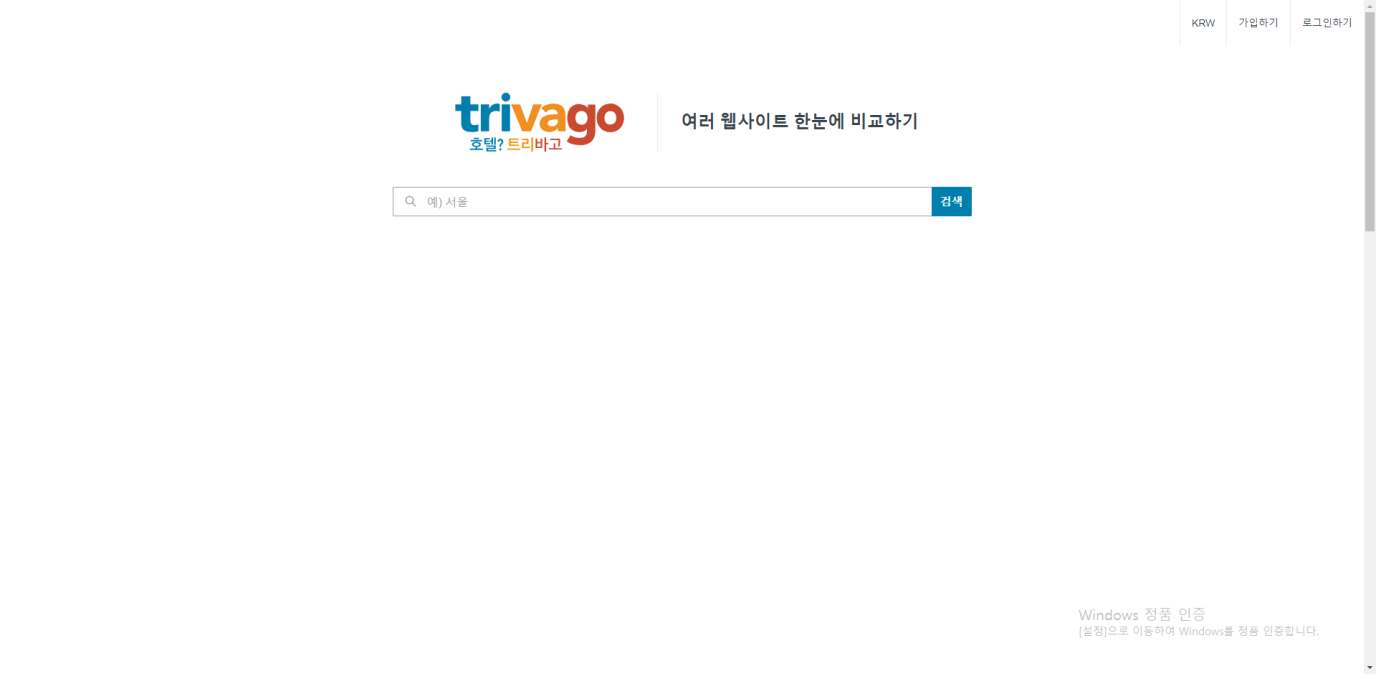 KRW
가입하기
로그인하기
trivago
호텔? 트리바고
여러 웹사이트 한눈에 비교하기
예) 서울
검색
Windows 정품 인증
[설정]으로 이동하여 Windows를 정품 인증합니다.